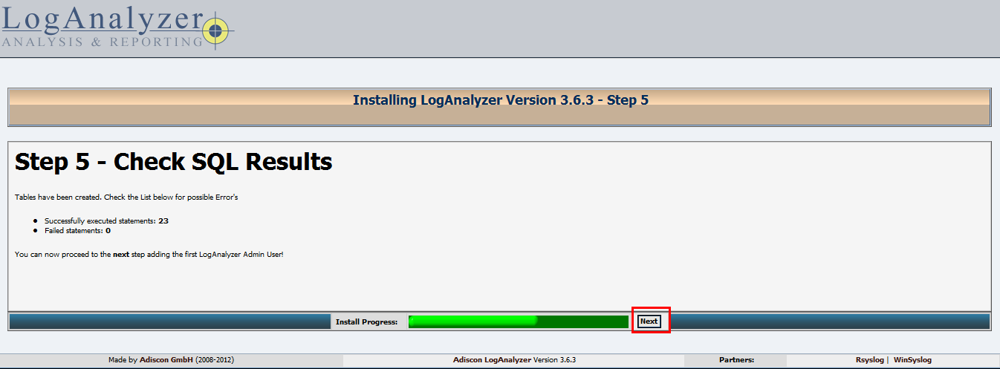 LogAnalyzer
ANALYSIS & REPORTING
Installing LogAnalyzer Version 3.6.3 - Step 5
Step 5 - Check SQL Results
Tables have been created. Check the List below for possible Error's
Successfully executed statements: 23
Failed statements: 0
You can now proceed to the next step adding the first LogAnalyzer Admin User!
Install Progress: Next
Made by Adiscon GmbH (2008-2012) Adiscon LogAnalyzer Version 3.6.3 Partners: Rsyslog | WinSyslog